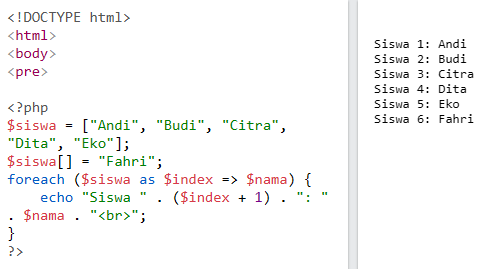 <!DOCTYPE html>
<html>
<body>
<pre>
<?php
$siswa = ["Andi", "Budi", "Citra",
"Dita", "Eko"];
$siswa[] = "Fahri";
foreach ($siswa as $index => $nama) {
    echo "Siswa " . ($index + 1) . ": "
. $nama . "<br>";
}
?>
Siswa 1: Andi
Siswa 2: Budi
Siswa 3: Citra
Siswa 4: Dita
Siswa 5: Eko
Siswa 6: Fahri